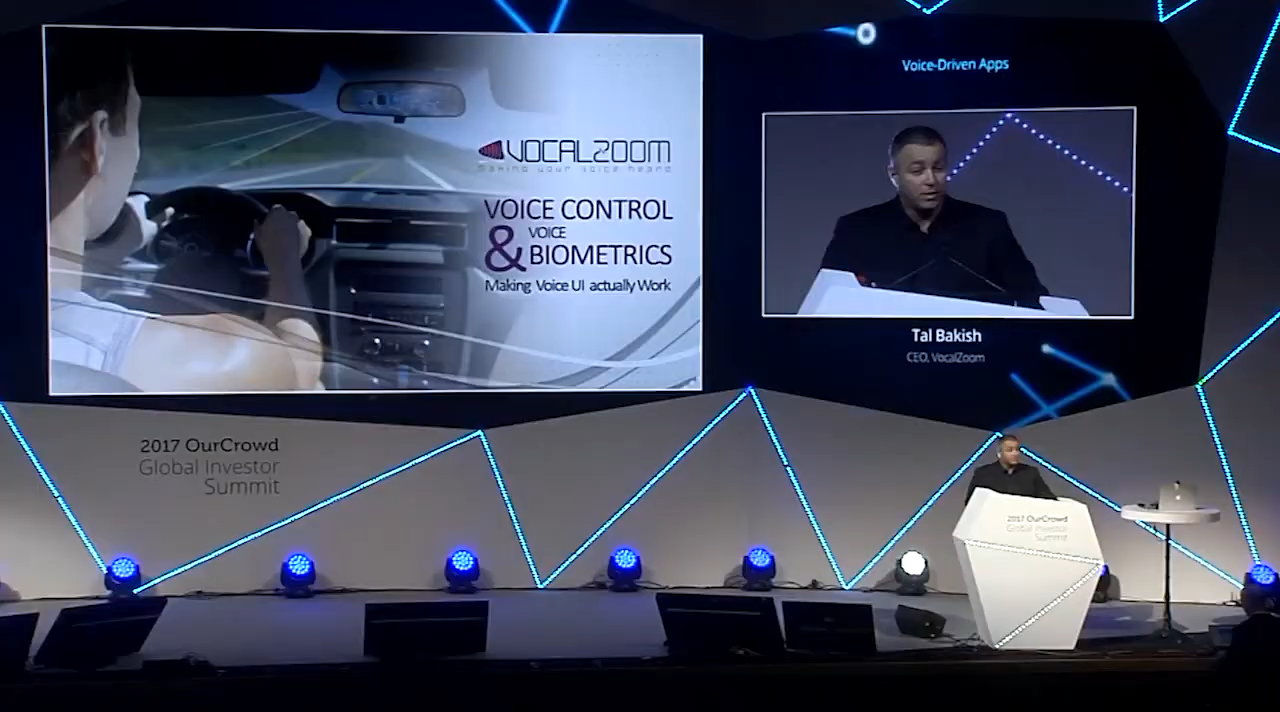 VOCALZOOM
making your voice heard
VOICE CONTROL
& VOICE
BIOMETRICS
Making Voice UI actually Work
Voice-Driven Apps
Tal Bakish
CEO, VocalZoom
2017 OurCrowd
Global Investor
Summit
2017 OurCrowd
Global Investor
Summit